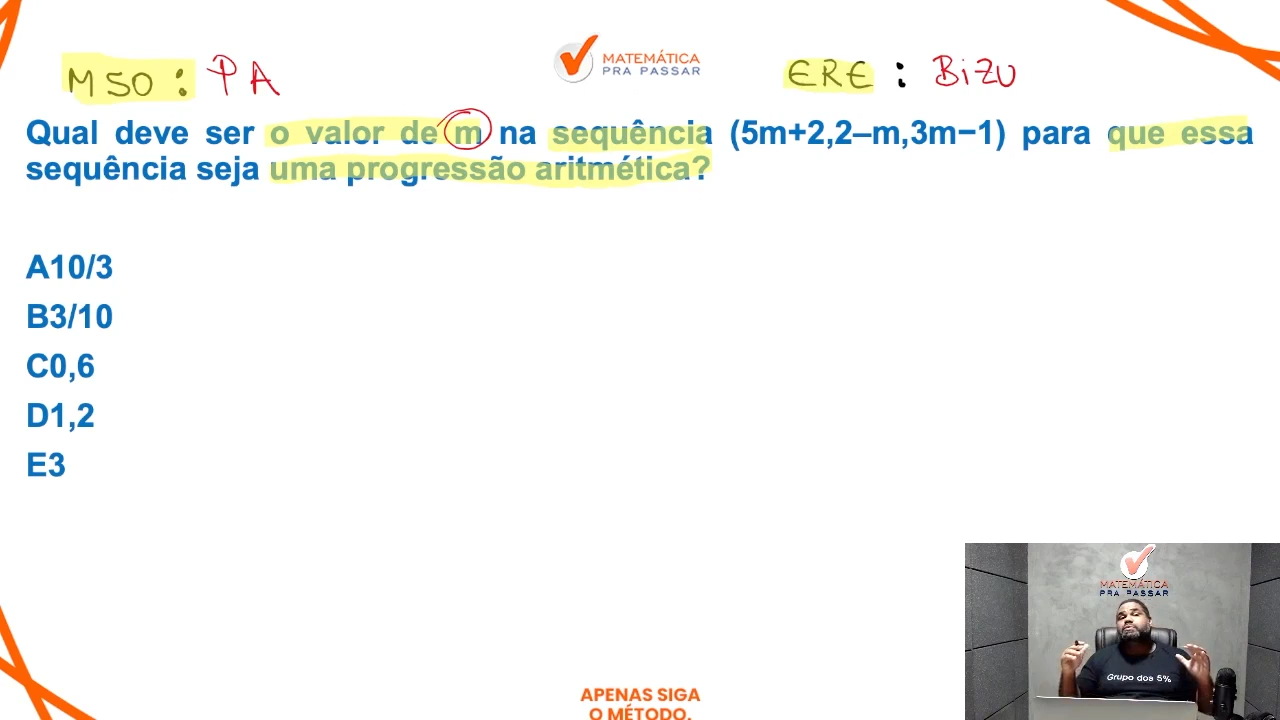 M50 : PA
MATEMÁTICA
PRA PASSAR
ERE : BiZU
Qual deve ser o valor de m na sequência (5m+2,2–m,3m−1) para que essa
sequência seja uma progressão aritmética?
A10/3
B3/10
C0,6
D1,2
E3
MATEMÁTICA
PRA PASSAR
Grupo dos 5%
APENAS SIGA
O MÉTODO.